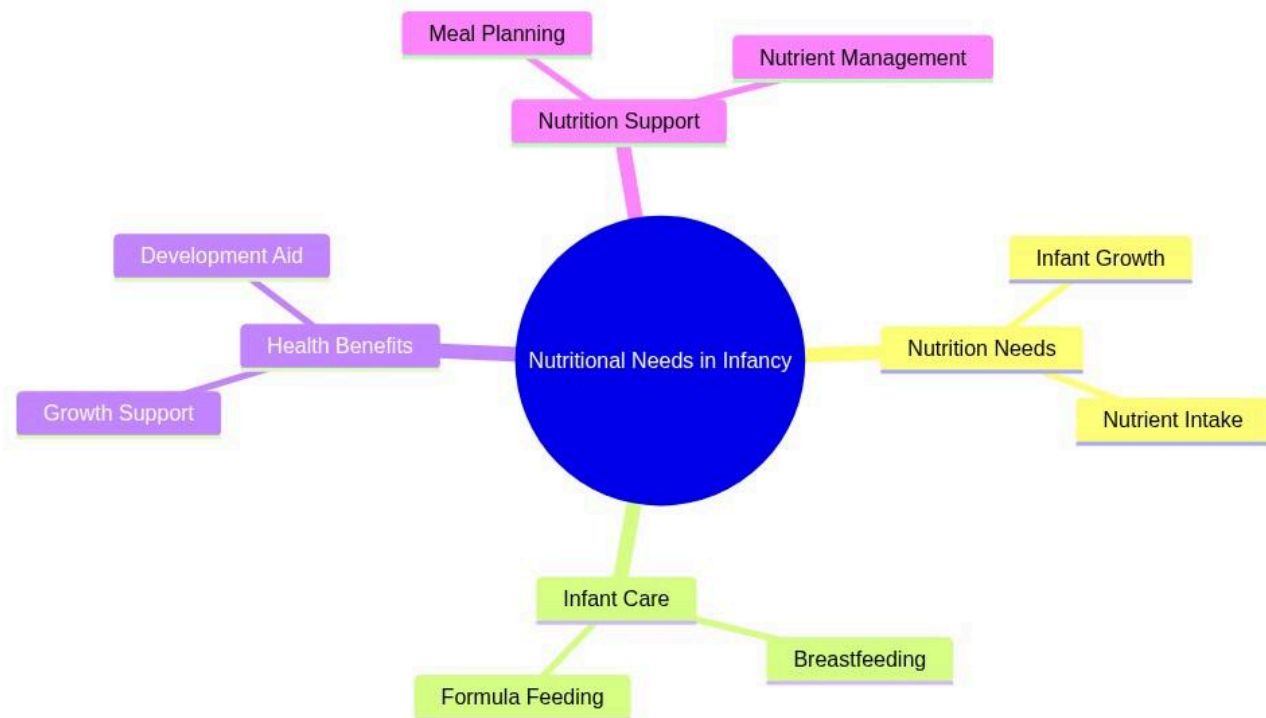 Meal Planning
Nutrient Management
Nutrition Support
Development Aid
Infant Growth
Health Benefits
Nutrition Needs
Nutritional Needs in Infancy
Growth Support
Nutrient Intake
Infant Care
Breastfeeding
Formula Feeding